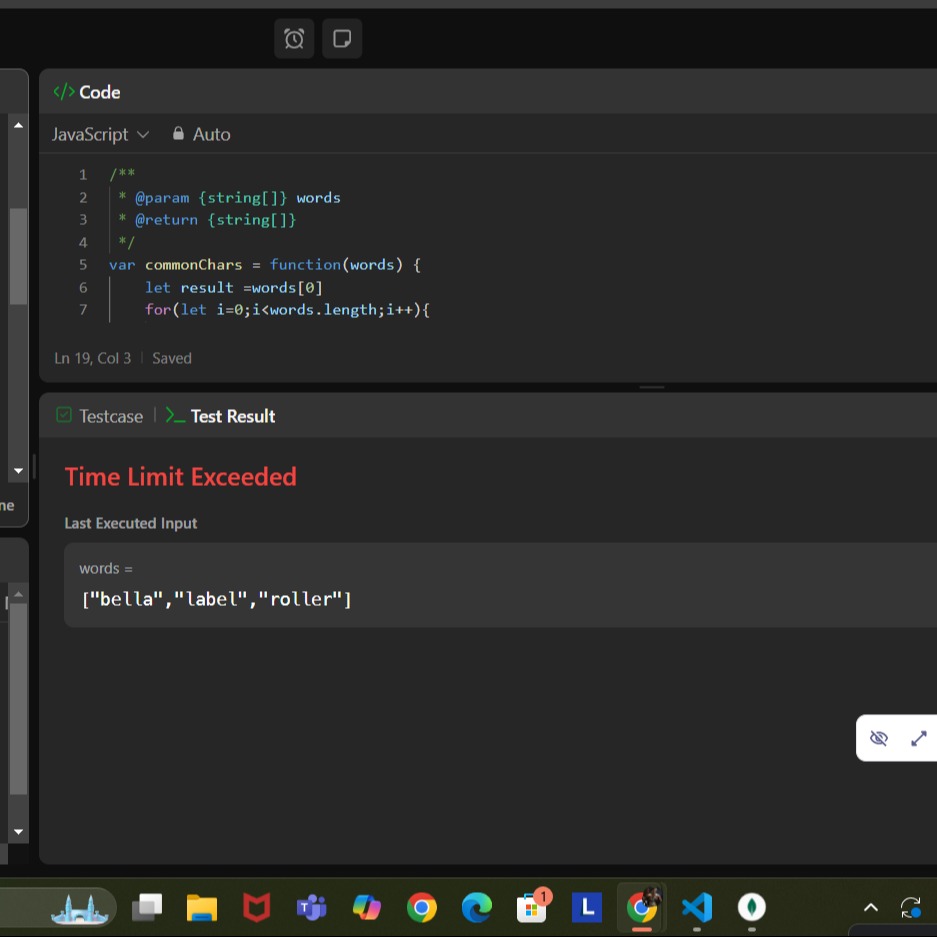 </> Code
JavaScript
Auto
1 /**
2 * @param {string[]} words
3 * @return {string[]}
4 */
5 var commonChars = function(words) {
6 let result =words[0]
7 for(let i=0;i<words.length;i++){
Ln 19, Col 3 | Saved
Testcase | >_ Test Result
Time Limit Exceeded
ne
Last Executed Input
words =
["bella","label","roller"]
1
T
L